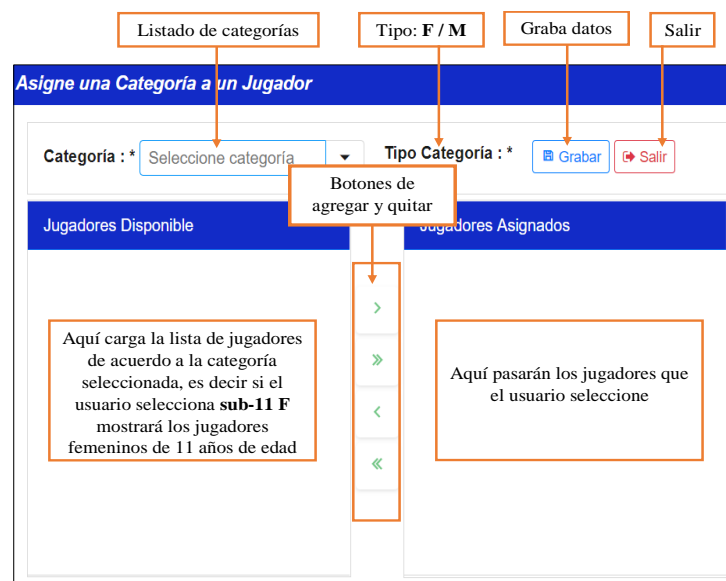 Listado de categorías
Tipo: F / M
Graba datos
Salir
Asigne una Categoría a un Jugador
Categoría : *
Seleccione categoría
Tipo Categoría : *
Grabar
Salir
Botones de
agregar y quitar
Jugadores Disponible
Jugadores Asignados
Aquí carga la lista de jugadores
de acuerdo a la categoría
seleccionada, es decir si el
usuario selecciona sub-11 F
mostrará los jugadores
femeninos de 11 años de edad
Aquí pasarán los jugadores que
el usuario seleccione